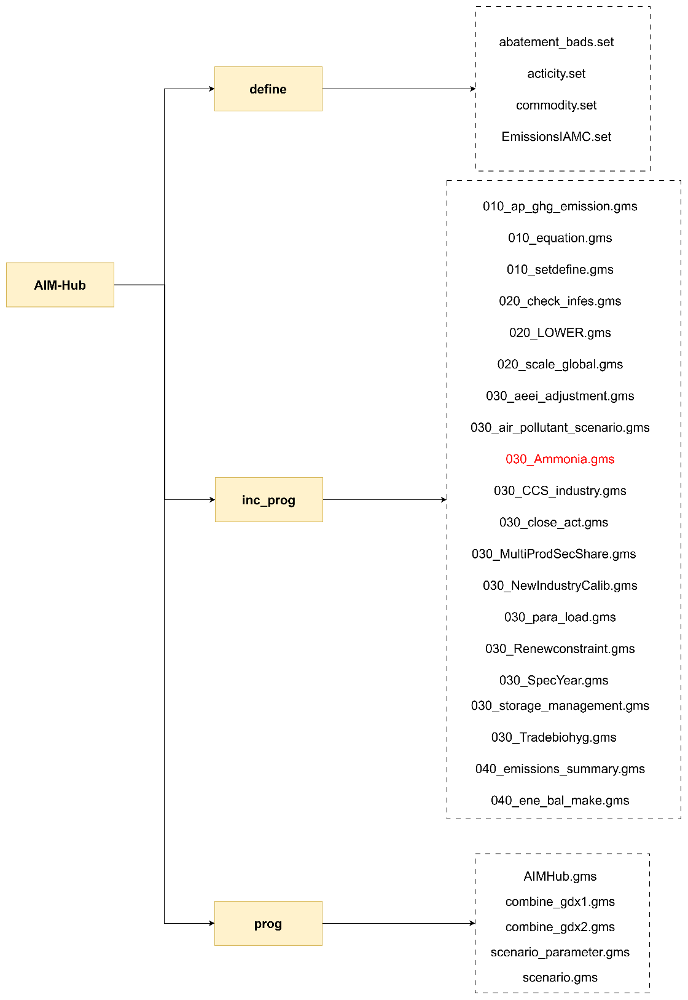 AIM-Hub
define
abatement_bads.set
acticity.set
commodity.set
EmissionsIAMC.set
inc_prog
010_ap_ghg_emission.gms
010_equation.gms
010_setdefine.gms
020_check_infes.gms
020_LOWER.gms
020_scale_global.gms
030_aeei_adjustment.gms
030_air_pollutant_scenario.gms
030_Ammonia.gms
030_CCS_industry.gms
030_close_act.gms
030_MultiProdSecShare.gms
030_NewIndustryCalib.gms
030_para_load.gms
030_Renewconstraint.gms
030_SpecYear.gms
030_storage_management.gms
030_Tradebiohyg.gms
040_emissions_summary.gms
040_ene_bal_make.gms
prog
AIMHub.gms
combine_gdx1.gms
combine_gdx2.gms
scenario_parameter.gms
scenario.gms